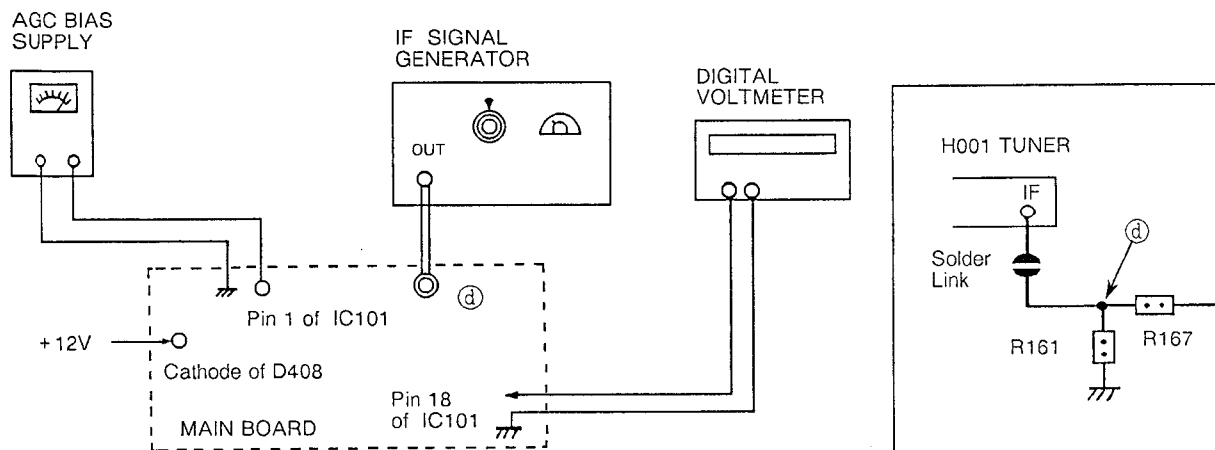 AGC BIAS
SUPPLY
IF SIGNAL
GENERATOR
OUT
DIGITAL
VOLTMETER
H001 TUNER
IF
ⓓ
Solder
Link
R161
R167
ⓓ
Pin 1 of IC101
+12V
Cathode of D408
Pin 18
of IC101
MAIN BOARD